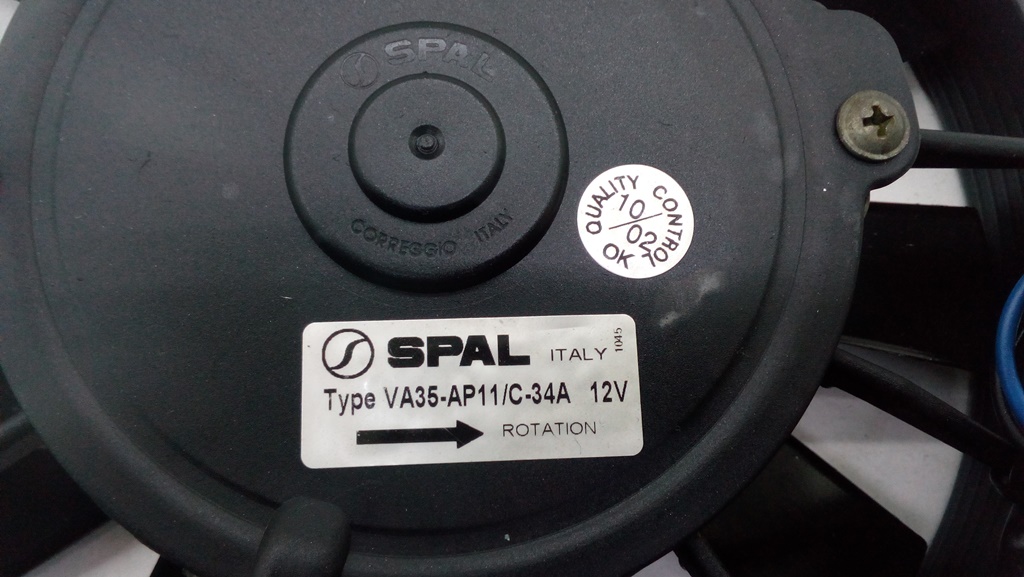 SPAL
CORREGGIO ITALY
QUALITY CONTROL
10/02
OK
SPAL ITALY 1045
Type VA35-AP11/C-34A 12V
ROTATION